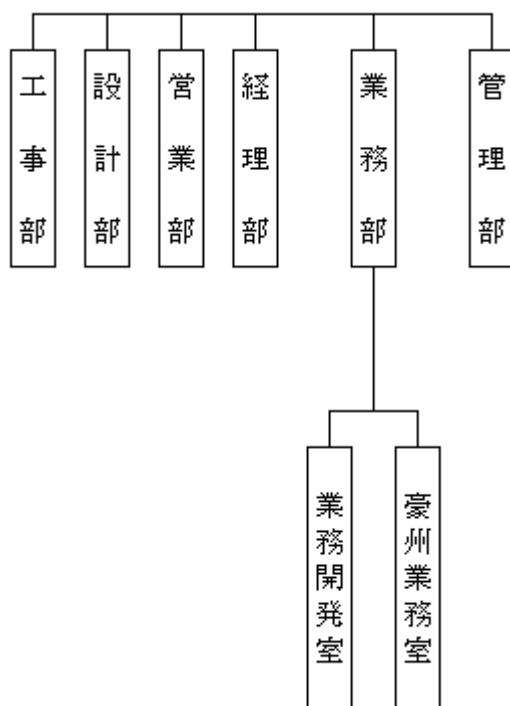 工事部
設計部
営業部
経理部
業務部
管理部
業務開発室
豪州業務室